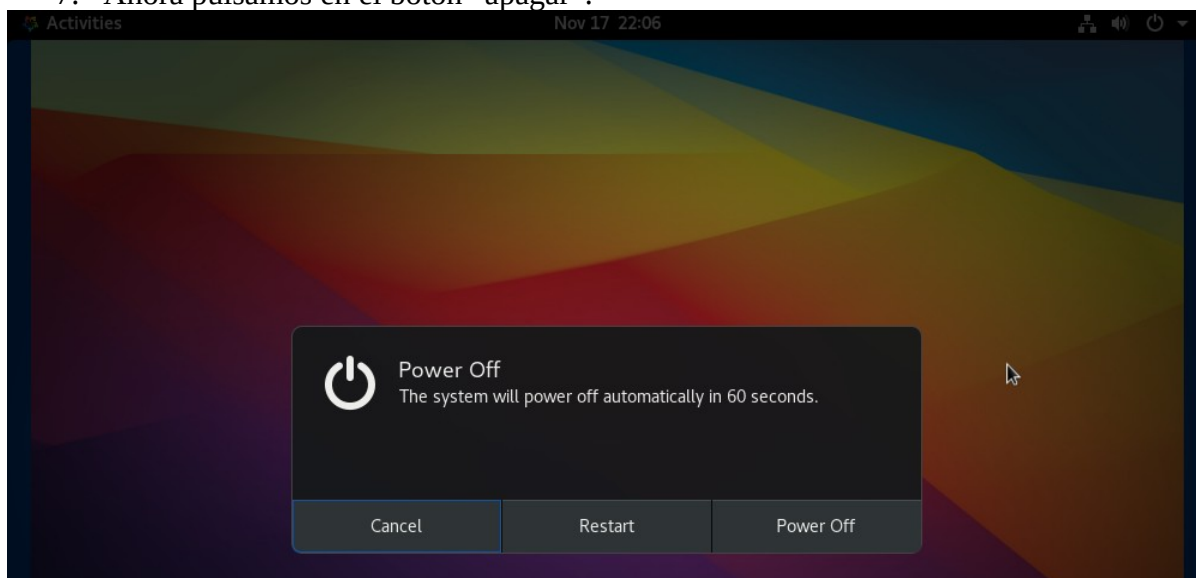 7. Ahora pulsamos en el botón "apagar".
Activities Nov 17 22:06
Power Off
The system will power off automatically in 60 seconds.
Cancel Restart Power Off